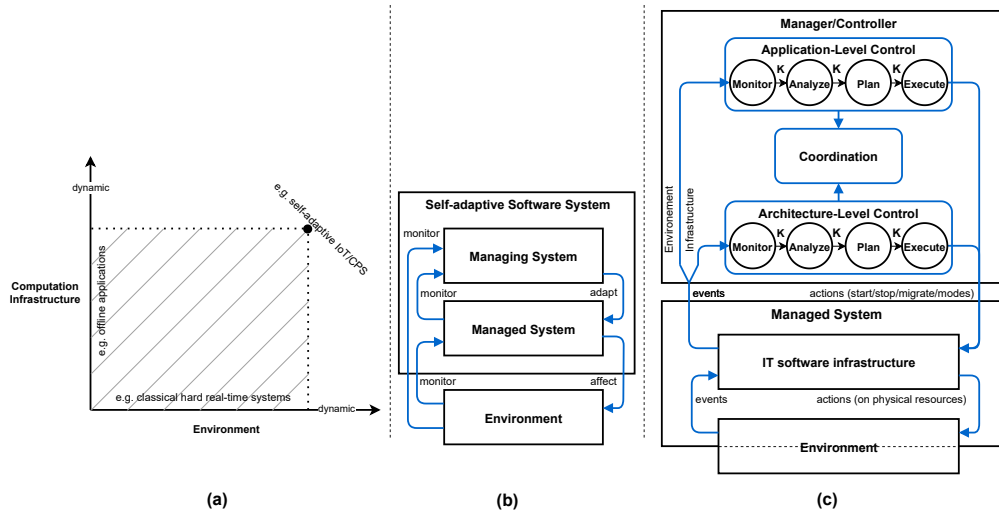 dynamic
e.g. self-adaptive IoT/CPS
Computation
Infrastructure
e.g. offline applications
e.g. classical hard real-time systems
dynamic
Environment
(a)
Self-adaptive Software System
monitor
Managing System
monitor
adapt
Managed System
monitor
affect
Environment
(b)
Manager/Controller
Application-Level Control
K
K
K
Monitor
Analyze
Plan
Execute
Coordination
Environement
Infrastructure
Architecture-Level Control
K
K
K
Monitor
Analyze
Plan
Execute
events
actions (start/stop/migrate/modes)
Managed System
IT software infrastructure
events
actions (on physical resources)
Environment
(c)